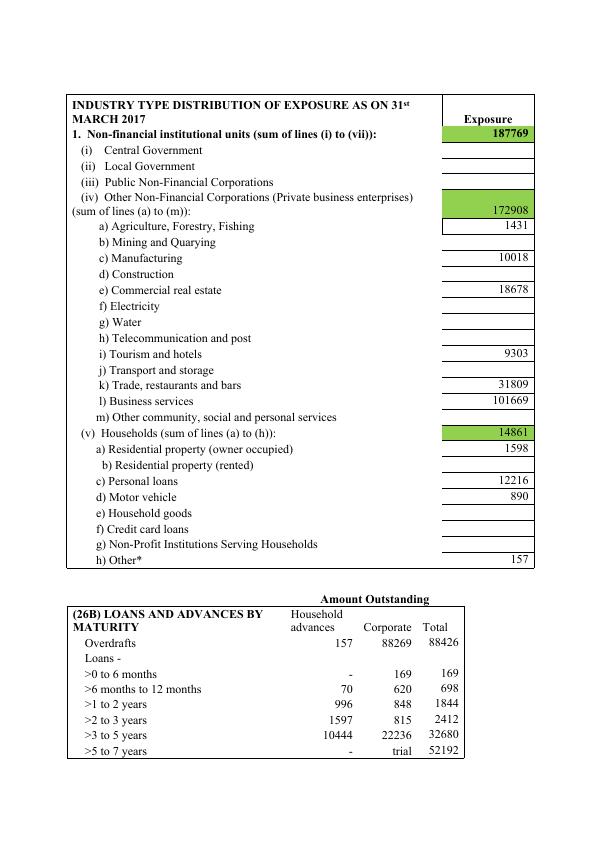 INDUSTRY TYPE DISTRIBUTION OF EXPOSURE AS ON 31st
MARCH 2017 Exposure
1. Non-financial institutional units (sum of lines (i) to (vii)): 187769
(i) Central Government
(ii) Local Government
(iii) Public Non-Financial Corporations
(iv) Other Non-Financial Corporations (Private business enterprises)
(sum of lines (a) to (m)): 172908
a) Agriculture, Forestry, Fishing 1431
b) Mining and Quarying
c) Manufacturing 10018
d) Construction
e) Commercial real estate 18678
f) Electricity
g) Water
h) Telecommunication and post
i) Tourism and hotels 9303
j) Transport and storage
k) Trade, restaurants and bars 31809
l) Business services 101669
m) Other community, social and personal services
(v) Households (sum of lines (a) to (h)): 14861
a) Residential property (owner occupied) 1598
b) Residential property (rented)
c) Personal loans 12216
d) Motor vehicle 890
e) Household goods
f) Credit card loans
g) Non-Profit Institutions Serving Households
h) Other* 157
Amount Outstanding
(26B) LOANS AND ADVANCES BY Household
MATURITY advances Corporate Total
Overdrafts 157 88269 88426
Loans -
>0 to 6 months - 169 169
>6 months to 12 months 70 620 698
>1 to 2 years 996 848 1844
>2 to 3 years 1597 815 2412
>3 to 5 years 10444 22236 32680
>5 to 7 years - trial 52192